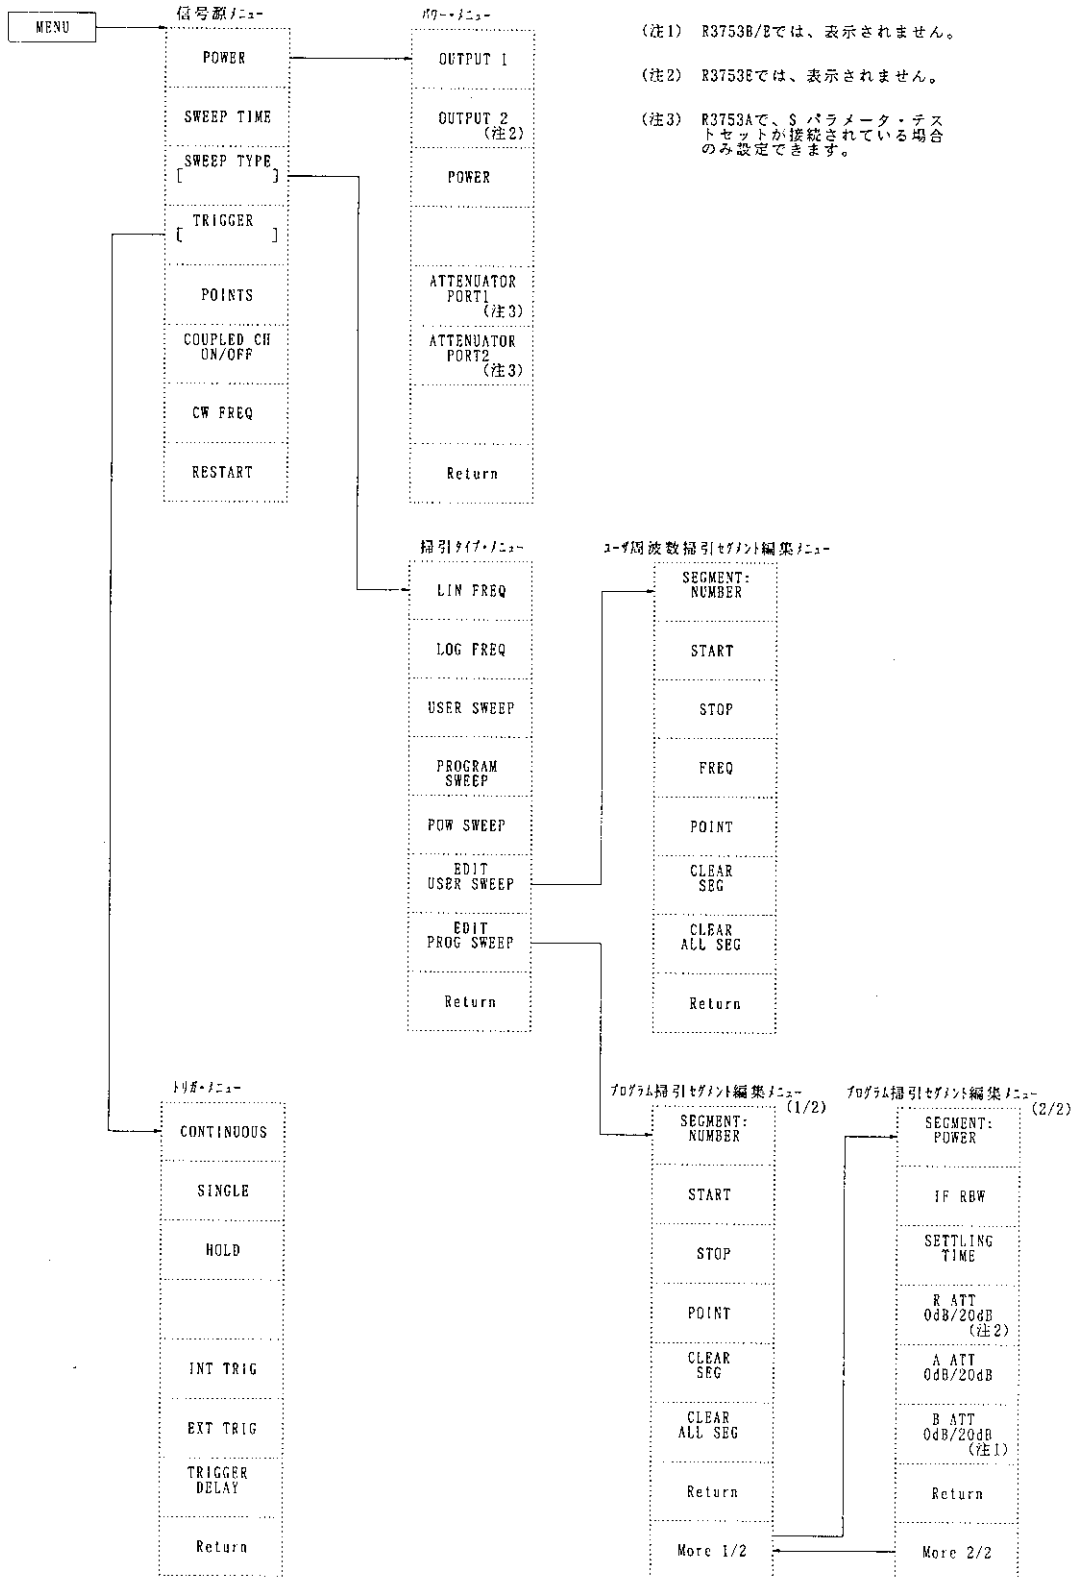 MENU
信号源メニュー
POWER
SWEEP TIME
SWEEP TYPE
[ ]
TRIGGER
[ ]
POINTS
COUPLED CH
ON/OFF
CW FREQ
RESTART
パワー・メニュー
OUTPUT 1
OUTPUT 2
(注2)
POWER
ATTENUATOR
PORT1
(注3)
ATTENUATOR
PORT2
(注3)
Return
(注1) R3753B/Eでは、表示されません。
(注2) R3753Eでは、表示されません。
(注3) R3753Aで、S パラメータ・テス
トセットが接続されている場合
のみ設定できます。
掃引タイプ・メニュー
LIN FREQ
LOG FREQ
USER SWEEP
PROGRAM
SWEEP
POW SWEEP
EDIT
USER SWEEP
EDIT
PROG SWEEP
Return
ユーザ周波数掃引セグメント編集メニュー
SEGMENT:
NUMBER
START
STOP
FREQ
POINT
CLEAR
SEG
CLEAR
ALL SEG
Return
トリガ・メニュー
CONTINUOUS
SINGLE
HOLD
INT TRIG
EXT TRIG
TRIGGER
DELAY
Return
プログラム掃引セグメント編集メニュー
(1/2)
SEGMENT:
NUMBER
START
STOP
POINT
CLEAR
SEG
CLEAR
ALL SEG
Return
More 1/2
プログラム掃引セグメント編集メニュー
(2/2)
SEGMENT:
POWER
IF RBW
SETTLING
TIME
R ATT
0dB/20dB
(注2)
A ATT
0dB/20dB
B ATT
0dB/20dB
(注1)
Return
More 2/2